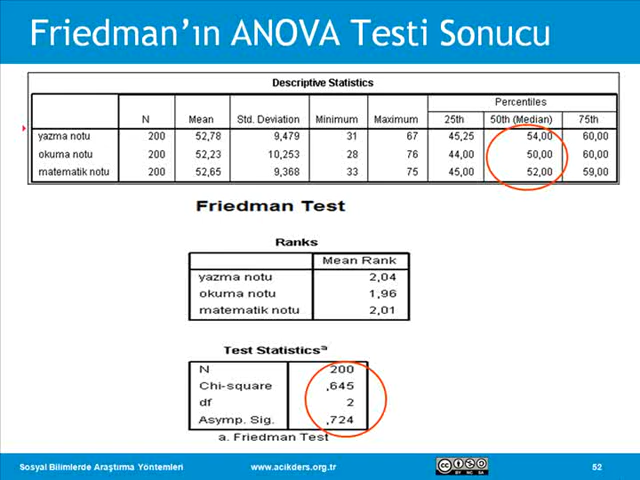 Friedman’ın ANOVA Testi Sonucu
Descriptive Statistics
Percentiles
N Mean Std. Deviation Minimum Maximum 25th 50th (Median) 75th
yazma notu 200 52,78 9,479 31 67 45,25 54,00 60,00
okuma notu 200 52,23 10,253 28 76 44,00 50,00 60,00
matematik notu 200 52,65 9,368 33 75 45,00 52,00 59,00
Friedman Test
Ranks
Mean Rank
yazma notu 2,04
okuma notu 1,96
matematik notu 2,01
Test Statisticsa
N 200
Chi-square ,645
df 2
Asymp. Sig. ,724
a. Friedman Test
Sosyal Bilimlerde Araştırma Yöntemleri www.acikders.org.tr CC BY NC SA 52